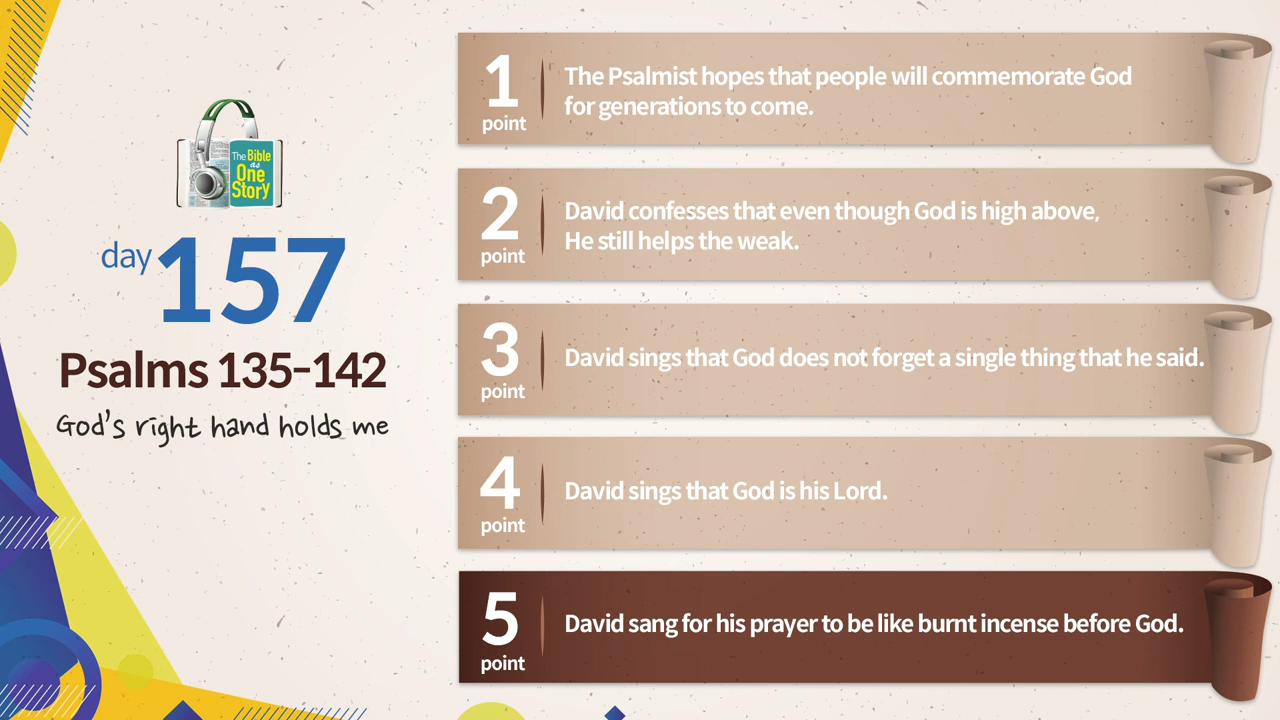 The Bible
as
One
Story
day 157
Psalms 135-142
God's right hand holds me
1
point
The Psalmist hopes that people will commemorate God
for generations to come.
2
point
David confesses that even though God is high above,
He still helps the weak.
3
point
David sings that God does not forget a single thing that he said.
4
point
David sings that God is his Lord.
5
point
David sang for his prayer to be like burnt incense before God.